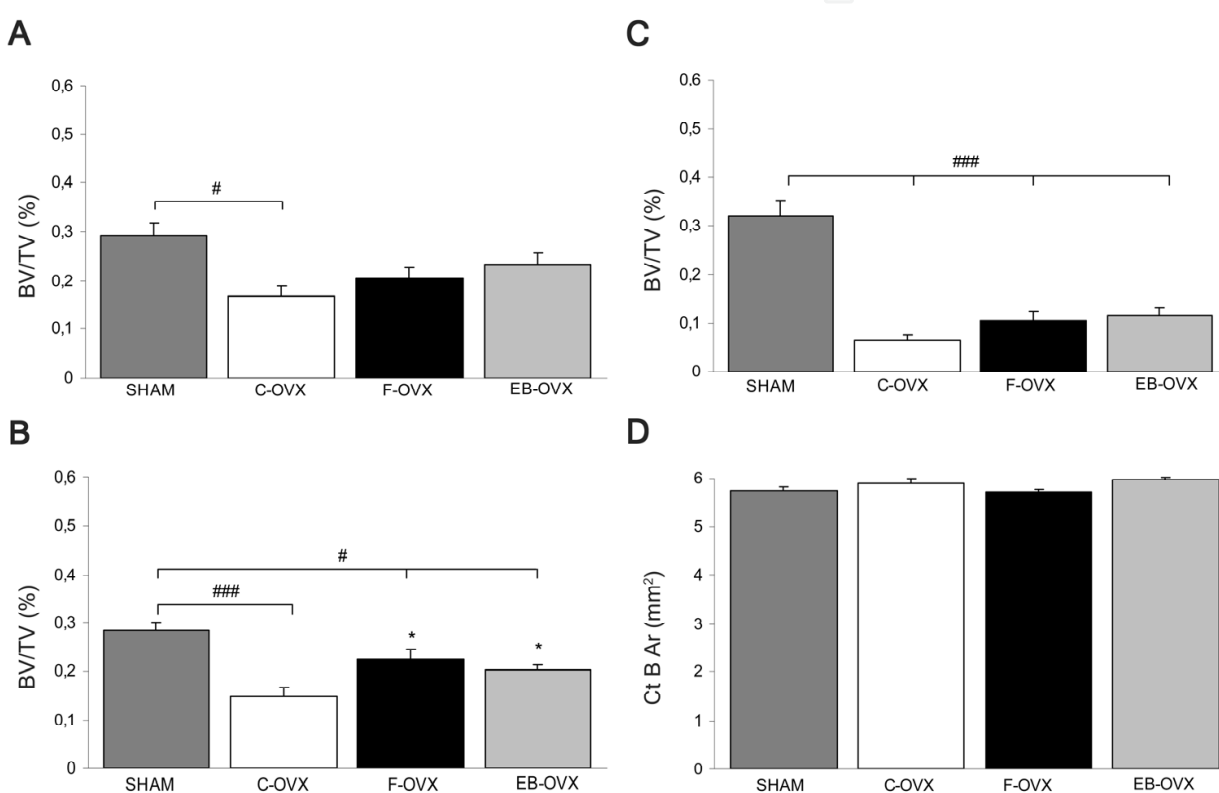 A
BV/TV (%)
0,6
0,5
0,4
0,3
0,2
0,1
0
#
SHAM C-OVX F-OVX EB-OVX
B
BV/TV (%)
0,6
0,5
0,4
0,3
0,2
0,1
0
#
###
* *
SHAM C-OVX F-OVX EB-OVX
C
BV/TV (%)
0,6
0,5
0,4
0,3
0,2
0,1
0
###
SHAM C-OVX F-OVX EB-OVX
D
Ct B Ar (mm²)
6
5
4
3
2
1
0
SHAM C-OVX F-OVX EB-OVX